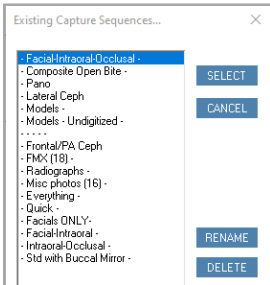 Existing Capture Sequences...
- Facial-Intraoral-Occlusal -
- Composite Open Bite -
- Pano
- Lateral Ceph
- Models -
- Models - Undigitized -
- - - - -
- Frontal/PA Ceph
- FMX (18) -
- Radiographs -
- Misc photos (16) -
- Everything -
- Quick -
- Facials ONLY-
- Facial-Intraoral -
- Intraoral-Occlusal -
- Std with Buccal Mirror -
SELECT
CANCEL
RENAME
DELETE